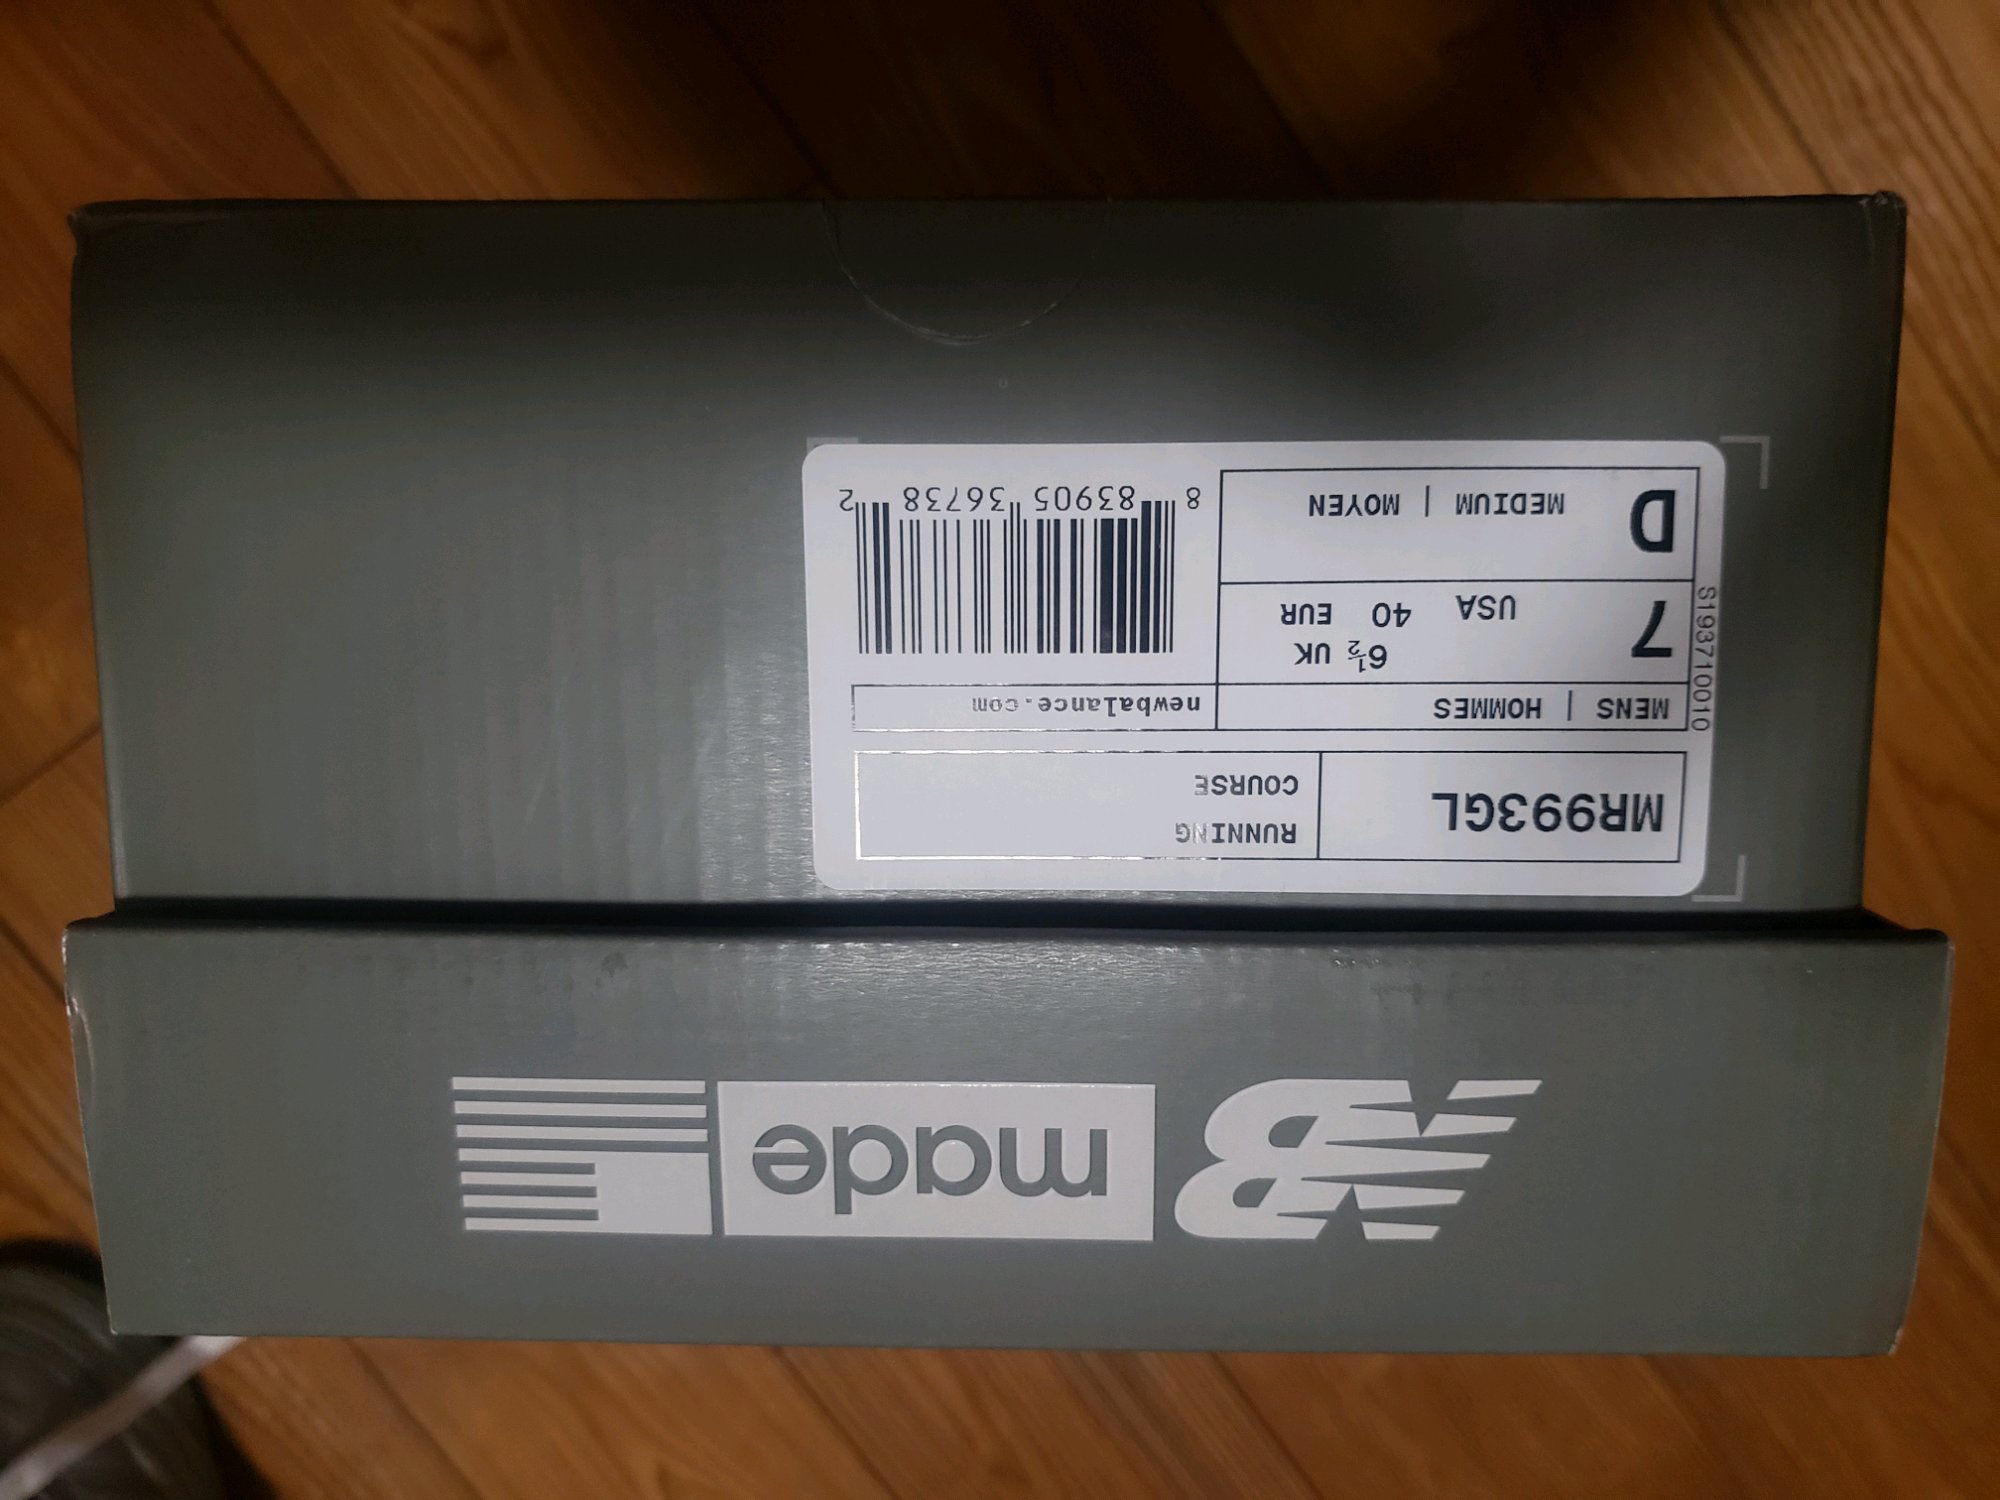 NB made
MR993GL
RUNNING
COURSE
MENS | HOMMES
newbalance.com
7 USA
6½ UK
40 EUR
D MEDIUM | MOYEN
8 83905 36738 2
S193710010